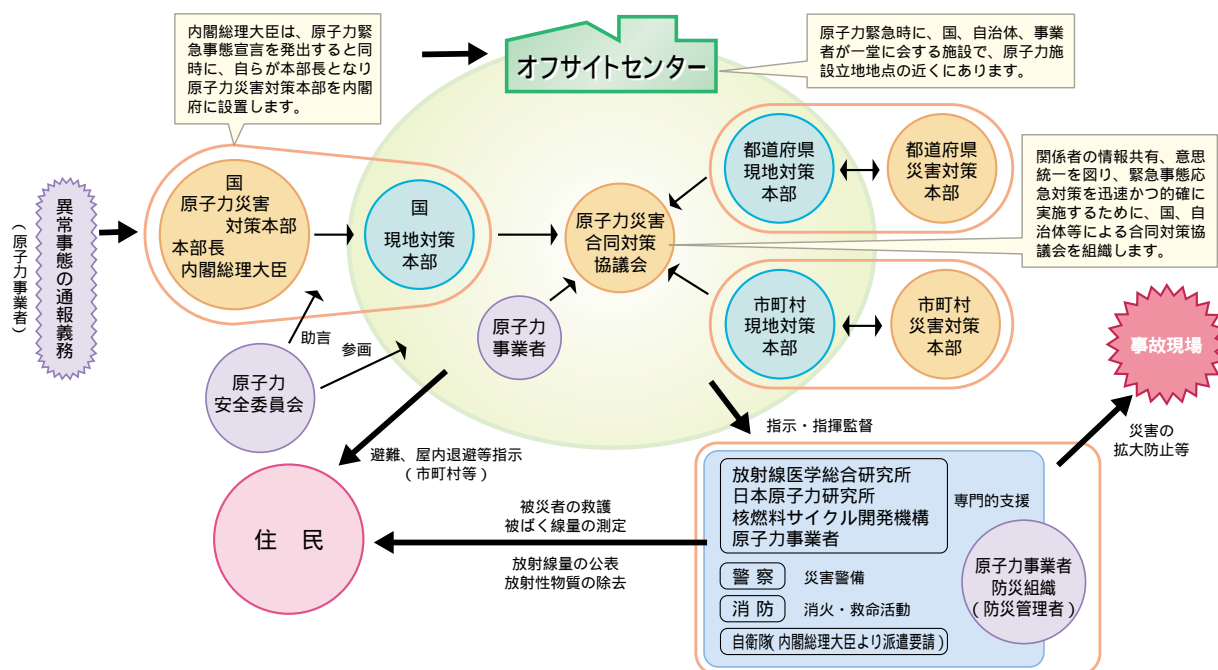 内閣総理大臣は、原子力緊
急事態宣言を発出すると同
時に、自らが本部長となり
原子力災害対策本部を内閣
府に設置します。
オフサイトセンター
原子力緊急時に、国、自治体、事業
者が一堂に会する施設で、原子力施
設立地地点の近くにあります。
関係者の情報共有、意思
統一を図り、緊急事態応
急対策を迅速かつ的確に
実施するために、国、自
治体等による合同対策協
議会を組織します。
異常事態の通報義務
(原子力事業者)
国
原子力災害
対策本部
本部長
内閣総理大臣
国
現地対策
本部
原子力災害
合同対策
協議会
都道府県
現地対策
本部
都道府県
災害対策
本部
市町村
現地対策
本部
市町村
災害対策
本部
原子力
事業者
助言
参画
原子力
安全委員会
事故現場
災害の
拡大防止等
指示・指揮監督
避難、屋内退避等指示
(市町村等)
住 民
被災者の救護
被ばく線量の測定
放射線量の公表
放射性物質の除去
放射線医学総合研究所
日本原子力研究所
核燃料サイクル開発機構
原子力事業者
専門的支援
警 察 災害警備
消 防 消火・救命活動
自衛隊(内閣総理大臣より派遣要請)
原子力事業者
防災組織
(防災管理者)